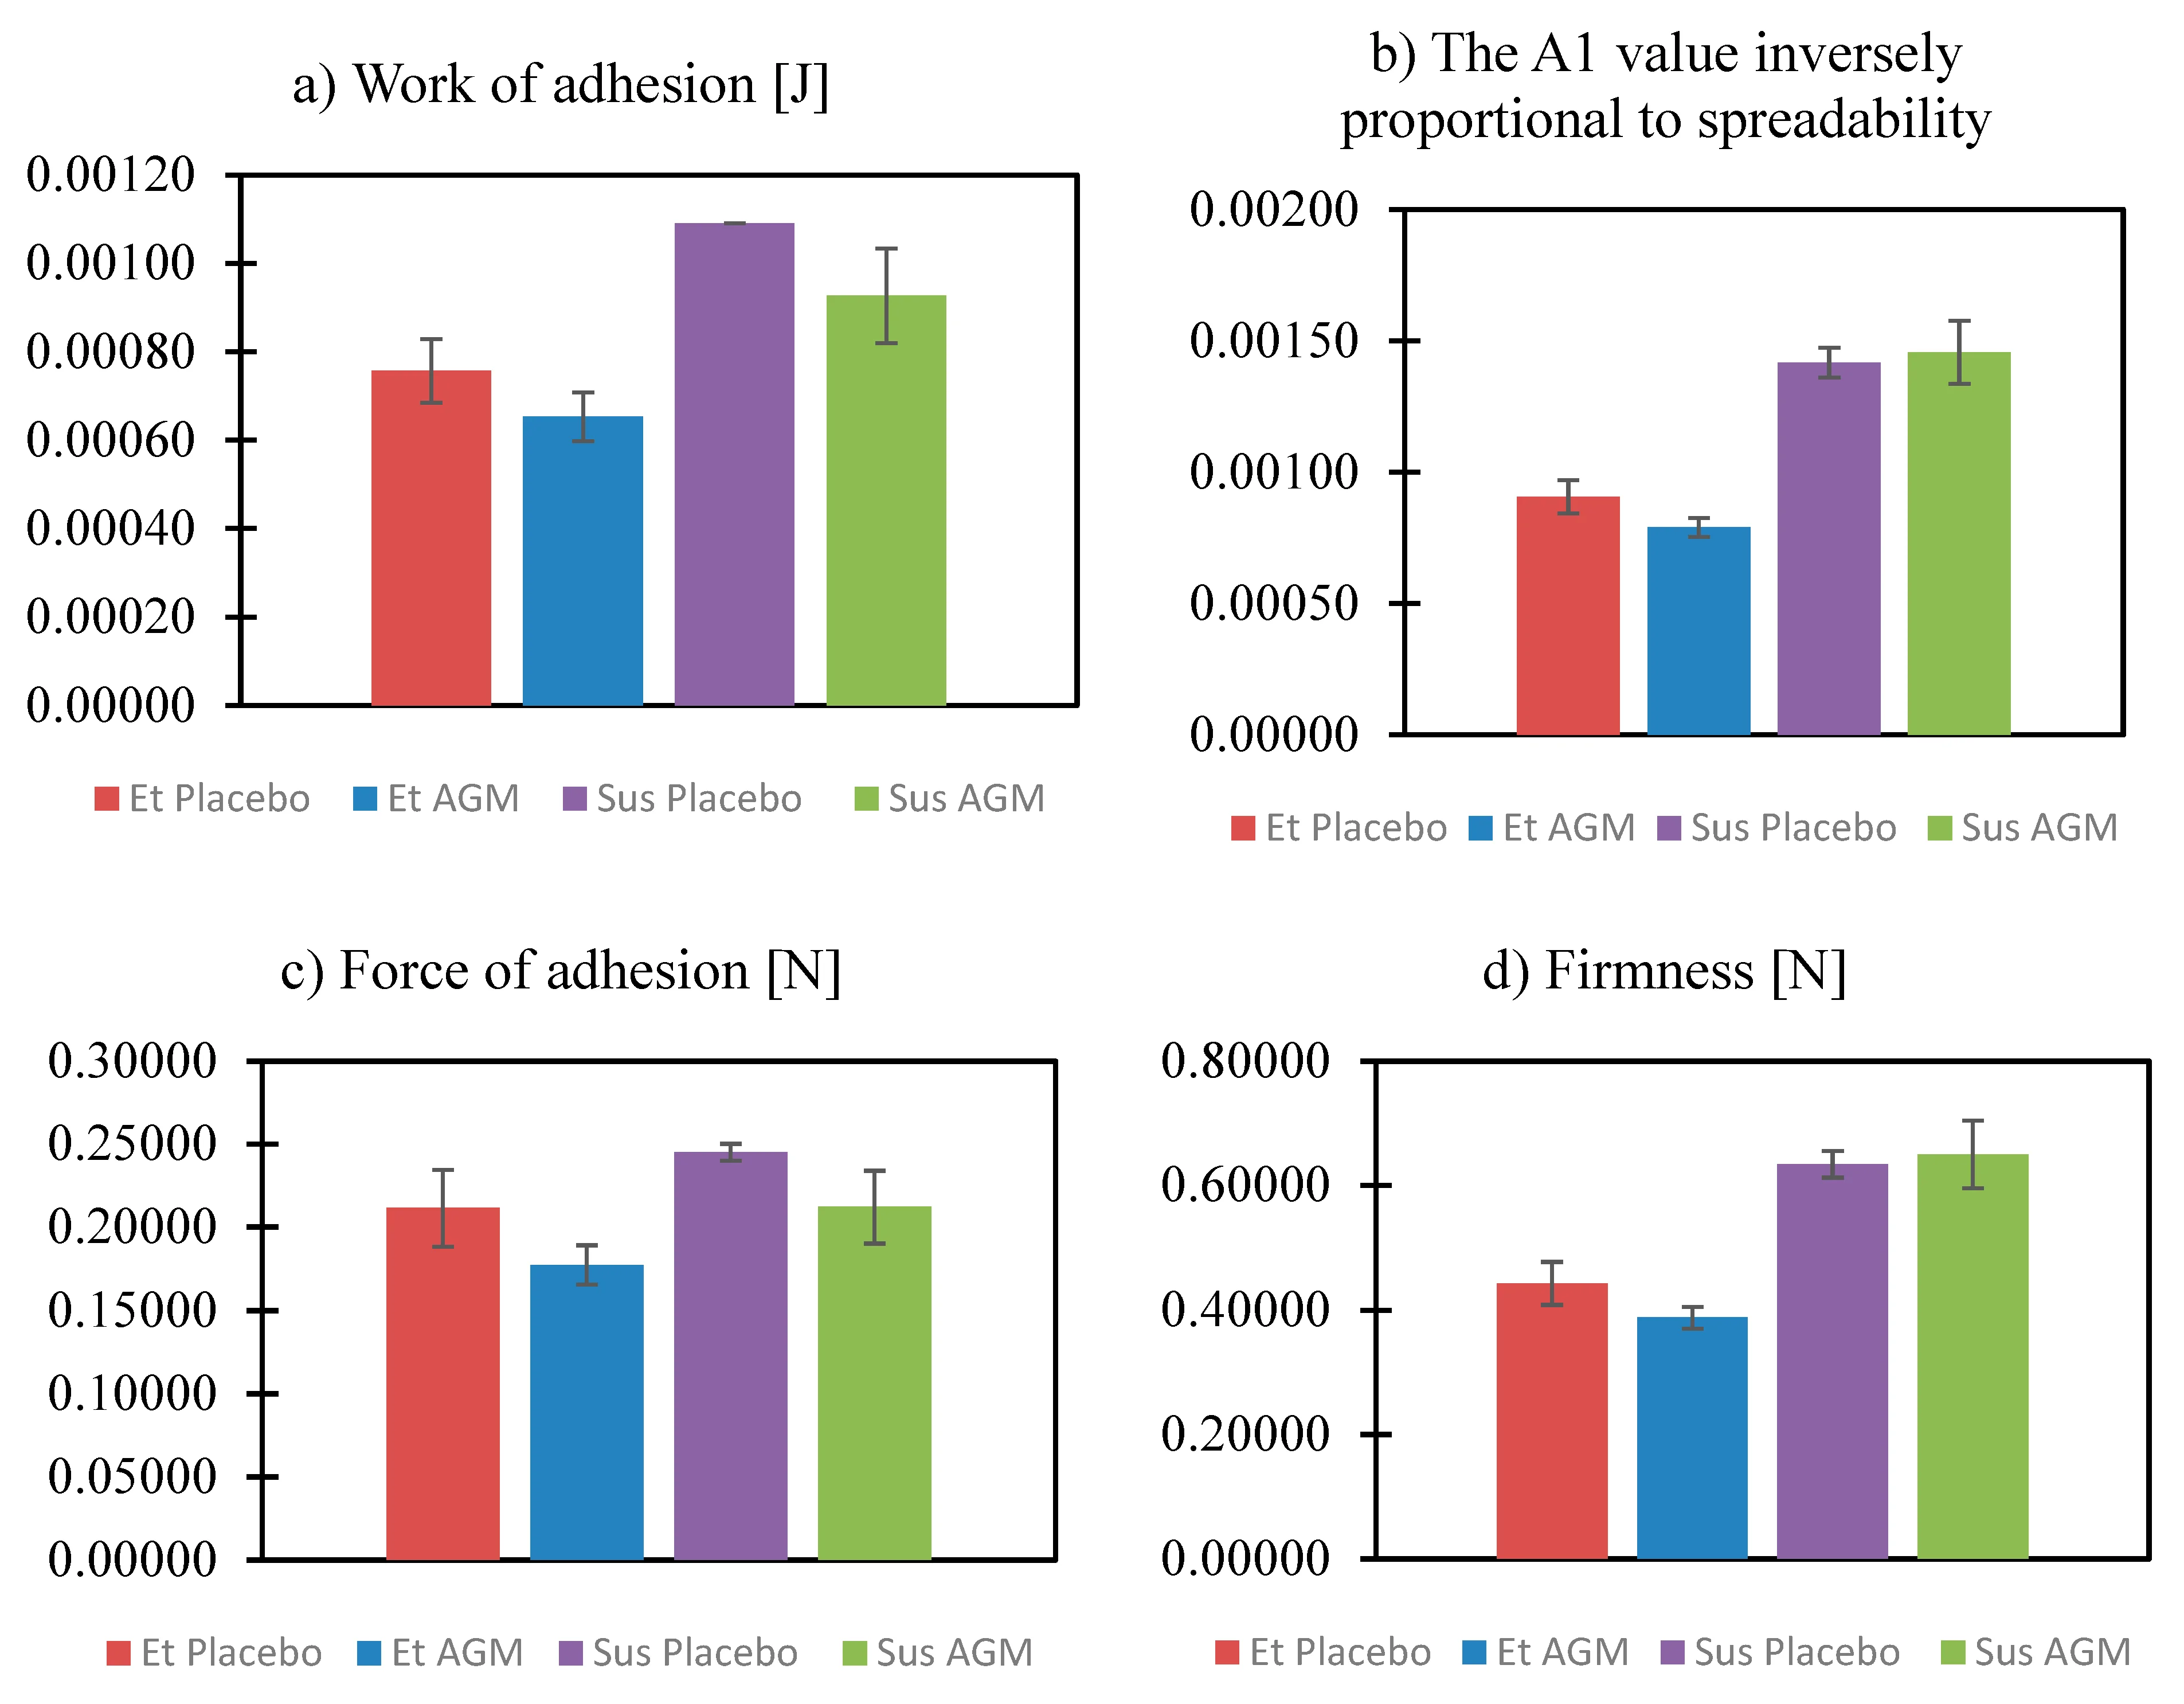 a) Work of adhesion [J]
0.00120
0.00100
0.00080
0.00060
0.00040
0.00020
0.00000
Et Placebo Et AGM Sus Placebo Sus AGM
b) The A1 value inversely
proportional to spreadability
0.00200
0.00150
0.00100
0.00050
0.00000
Et Placebo Et AGM Sus Placebo Sus AGM
c) Force of adhesion [N]
0.30000
0.25000
0.20000
0.15000
0.10000
0.05000
0.00000
Et Placebo Et AGM Sus Placebo Sus AGM
d) Firmness [N]
0.80000
0.60000
0.40000
0.20000
0.00000
Et Placebo Et AGM Sus Placebo Sus AGM